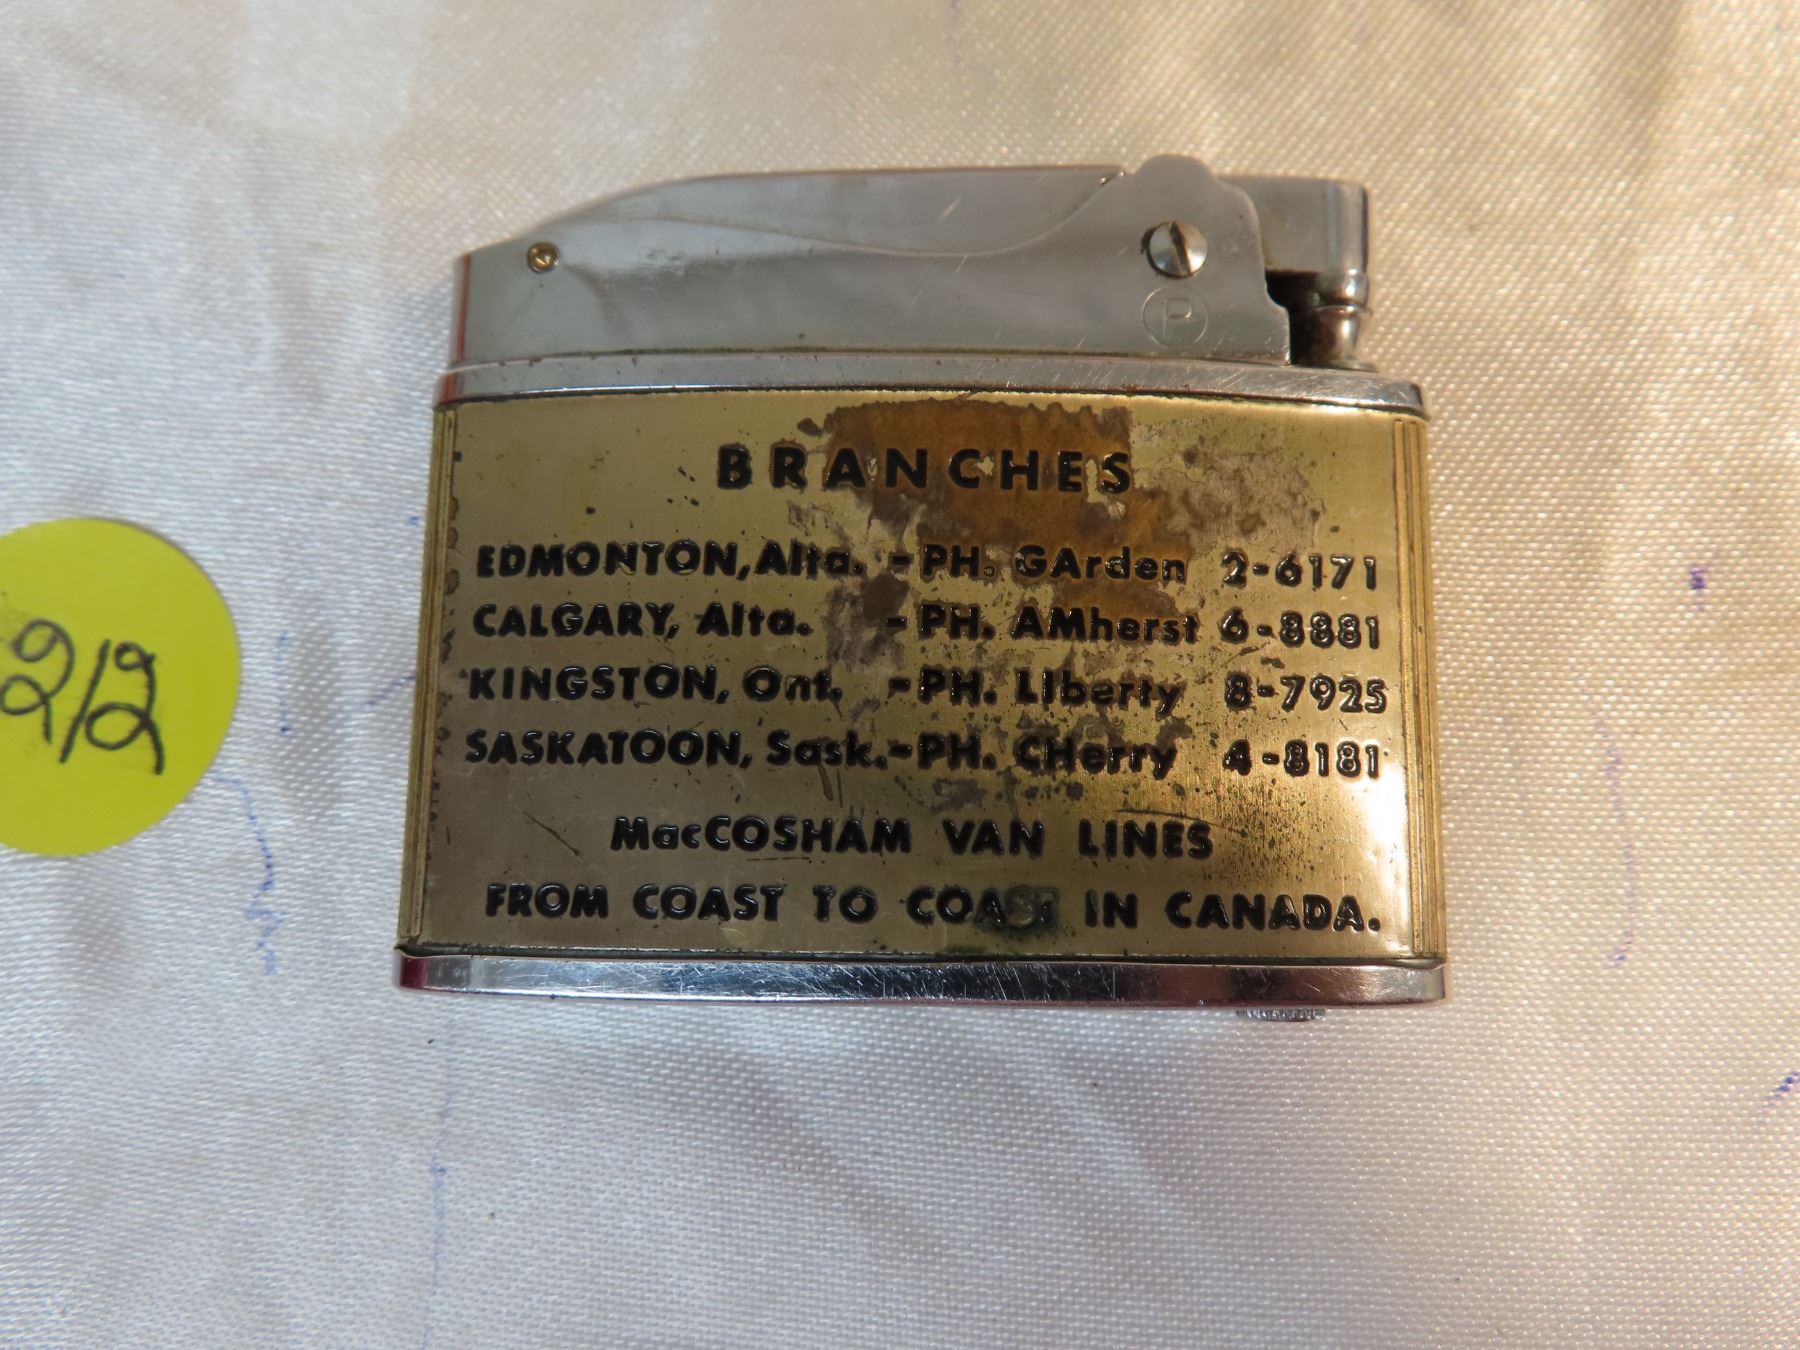 P
BRANCHES
EDMONTON, Alta. - PH. GArden 2-6171
CALGARY, Alta. - PH. AMherst 6-8881
KINGSTON, Ont. - PH. LIberty 8-7925
SASKATOON, Sask. - PH. CHerry 4-8181
MacCOSHAM VAN LINES
FROM COAST TO COAST IN CANADA.
212